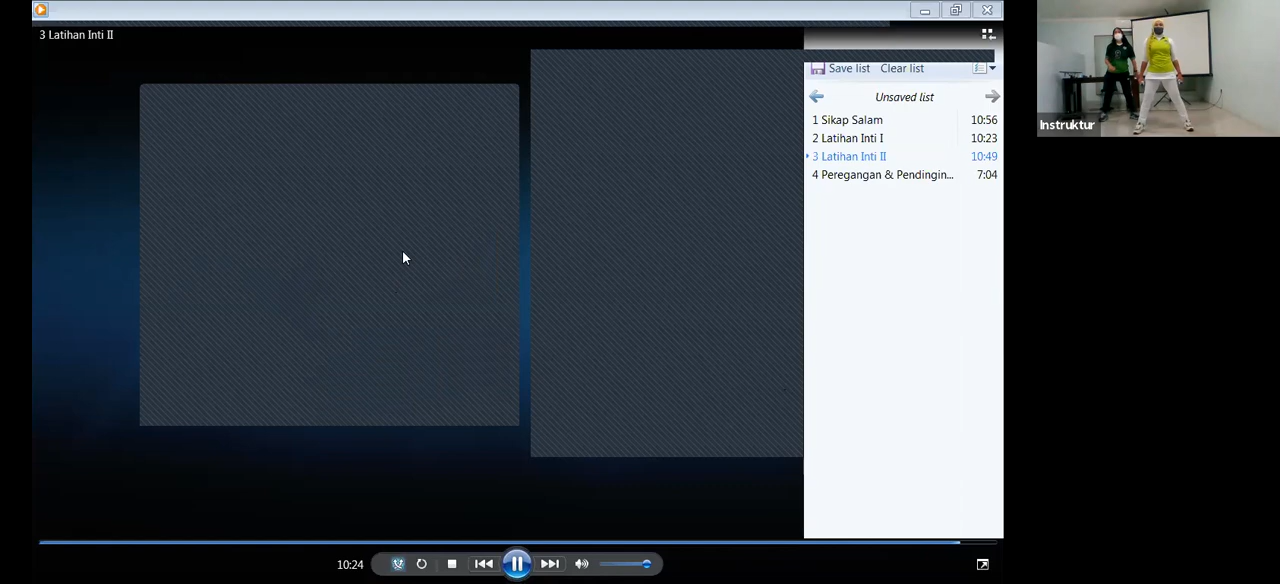 3 Latihan Inti II
Save list Clear list
Unsaved list
1 Sikap Salam 10:56
2 Latihan Inti I 10:23
3 Latihan Inti II 10:49
4 Peregangan & Pendingin... 7:04
Instruktur
10:24